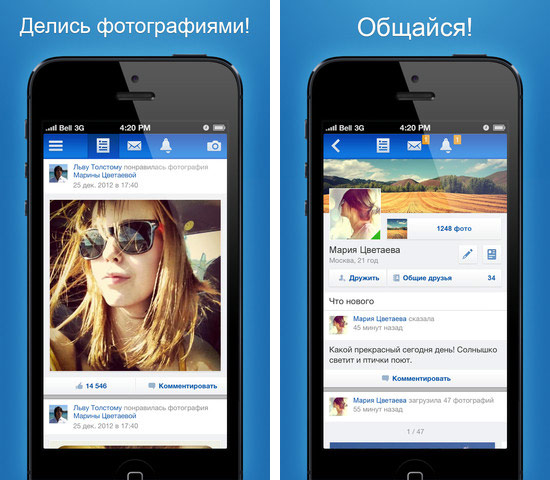 Делись фотографиями!
Bell 3G 4:20 PM
Льву Толстому понравилась фотография
Марины Цветаевой
25 дек. 2012 в 17:40
14 546
Комментировать
Льву Толстому понравилась фотография
Марины Цветаевой
25 дек. 2012 в 17:40
Общайся!
Bell 3G 4:20 PM
1
1
1248 фото
Мария Цветаева
Москва, 21 год
Дружить
Общие друзья 34
Что нового
Мария Цветаева сказала
45 минут назад
Какой прекрасный сегодня день! Солнышко
светит и птички поют.
Комментировать
Мария Цветаева загрузила 47 фотографий
55 минут назад
1 / 47